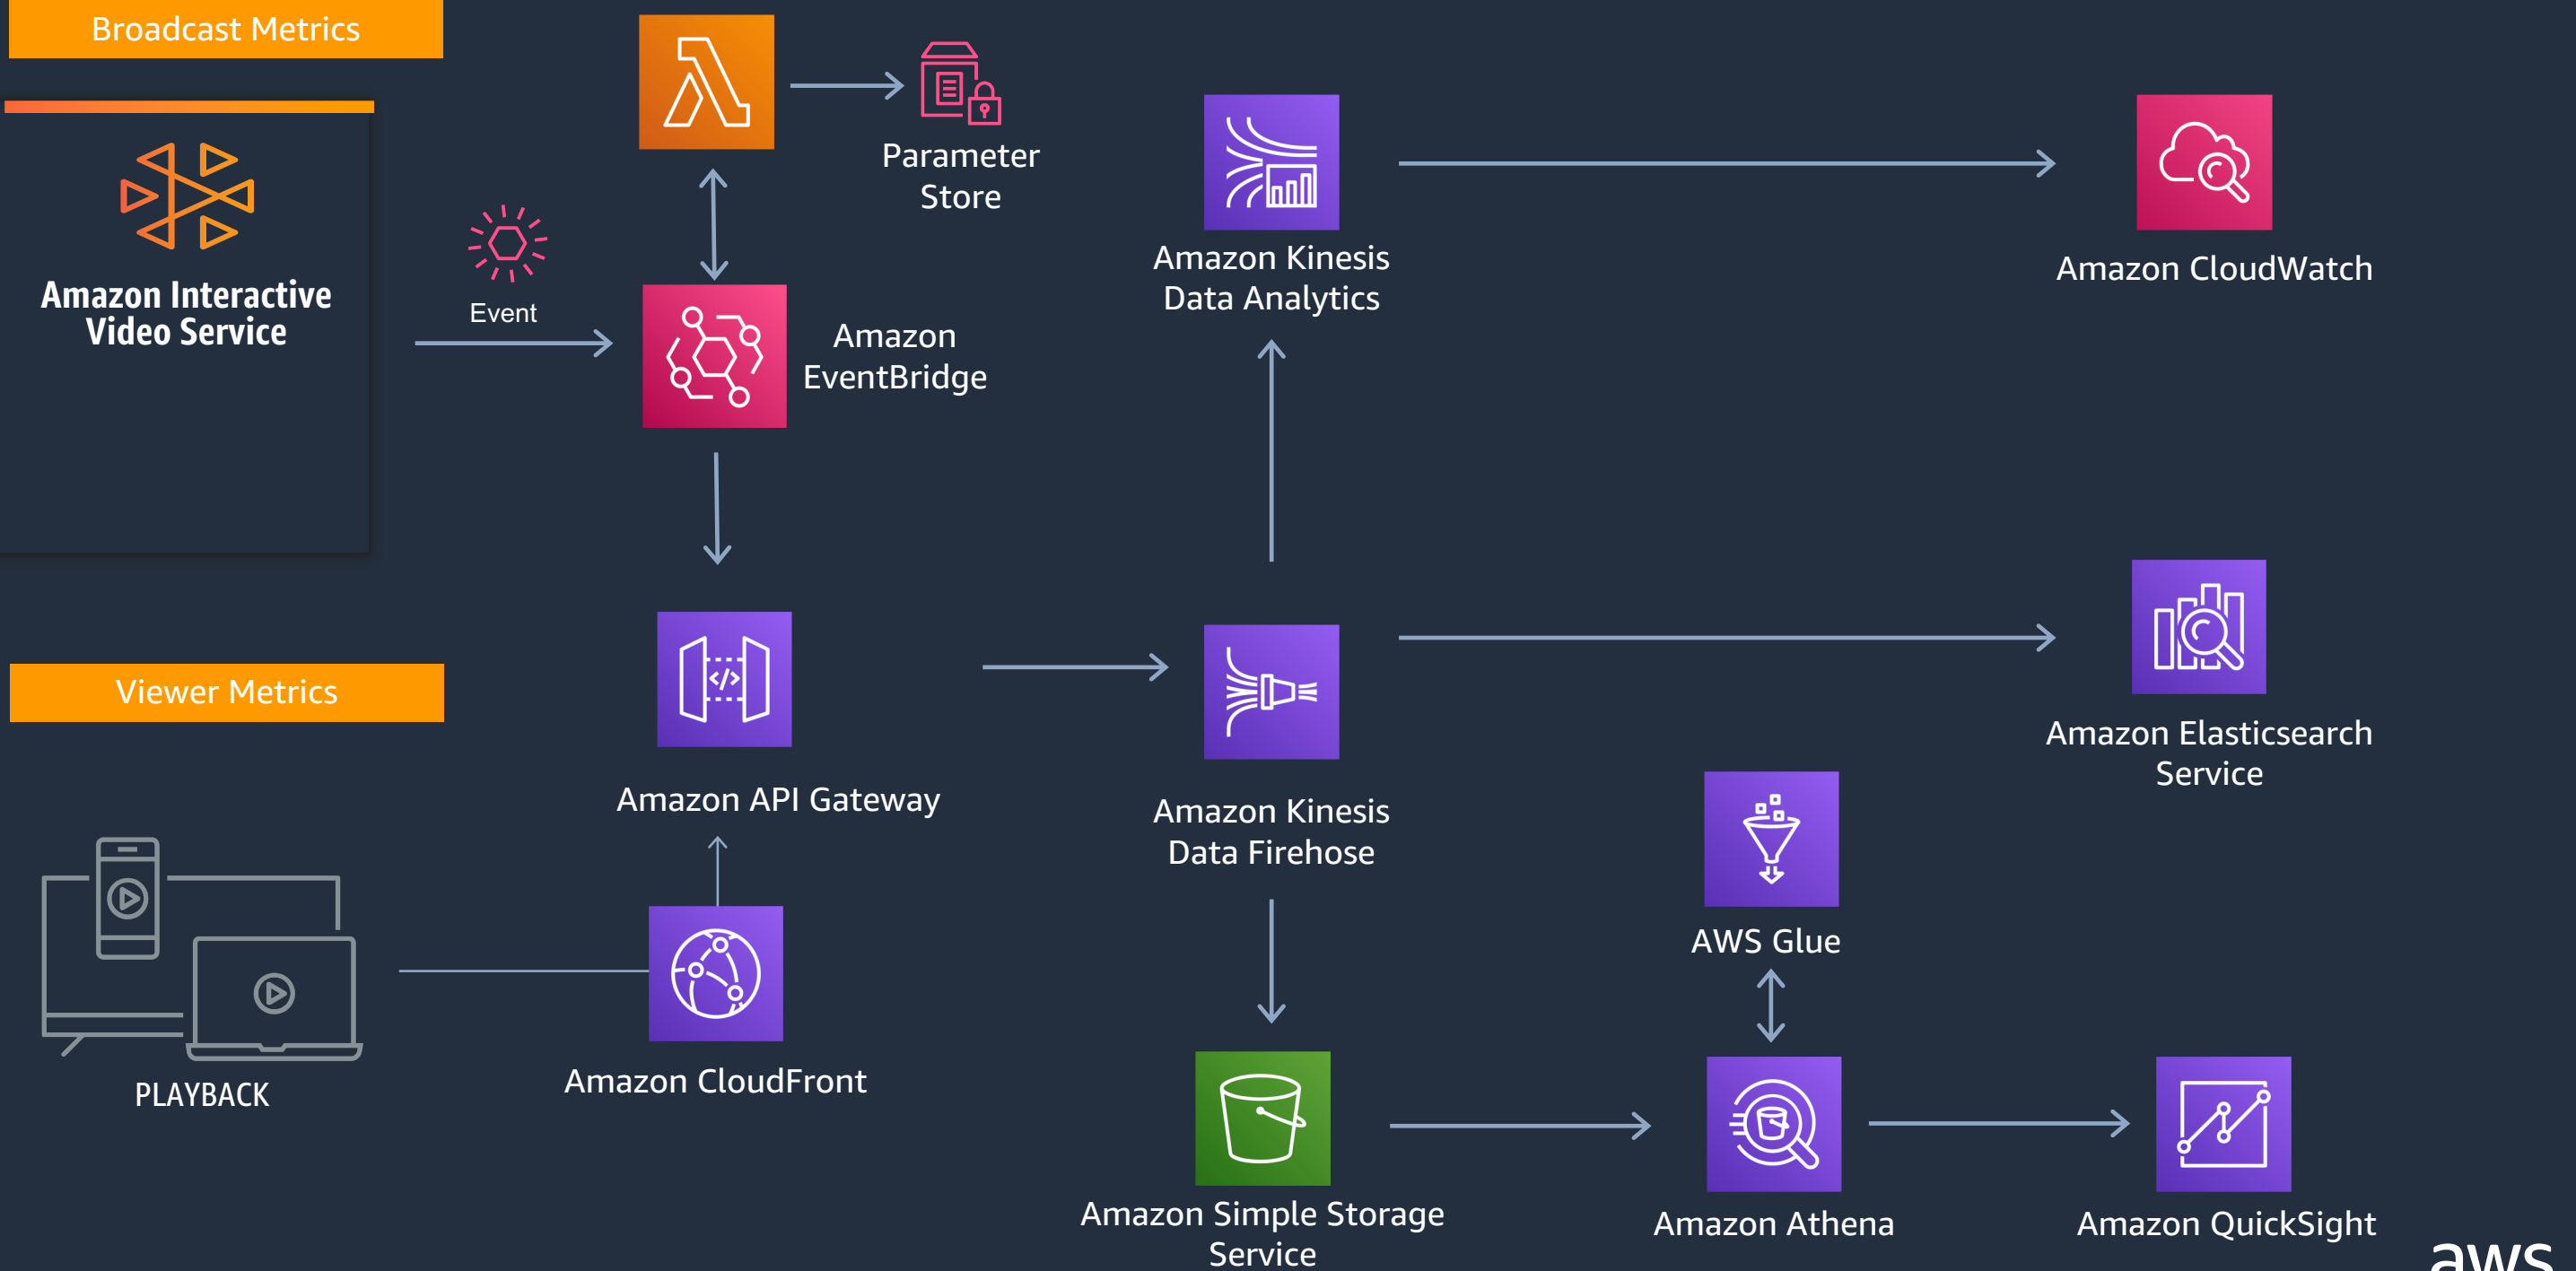 Broadcast Metrics
Parameter
Store
Amazon Interactive
Video Service
Event
Amazon
EventBridge
Amazon Kinesis
Data Analytics
Amazon CloudWatch
Viewer Metrics
</>
Amazon API Gateway
Amazon Kinesis
Data Firehose
Amazon Elasticsearch
Service
AWS Glue
PLAYBACK
Amazon CloudFront
Amazon Simple Storage
Service
Amazon Athena
Amazon QuickSight
aws